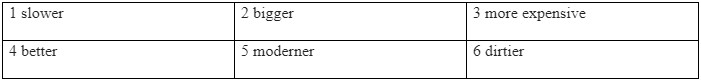 1 slower 2 bigger 3 more expensive
4 better 5 moderner 6 dirtier